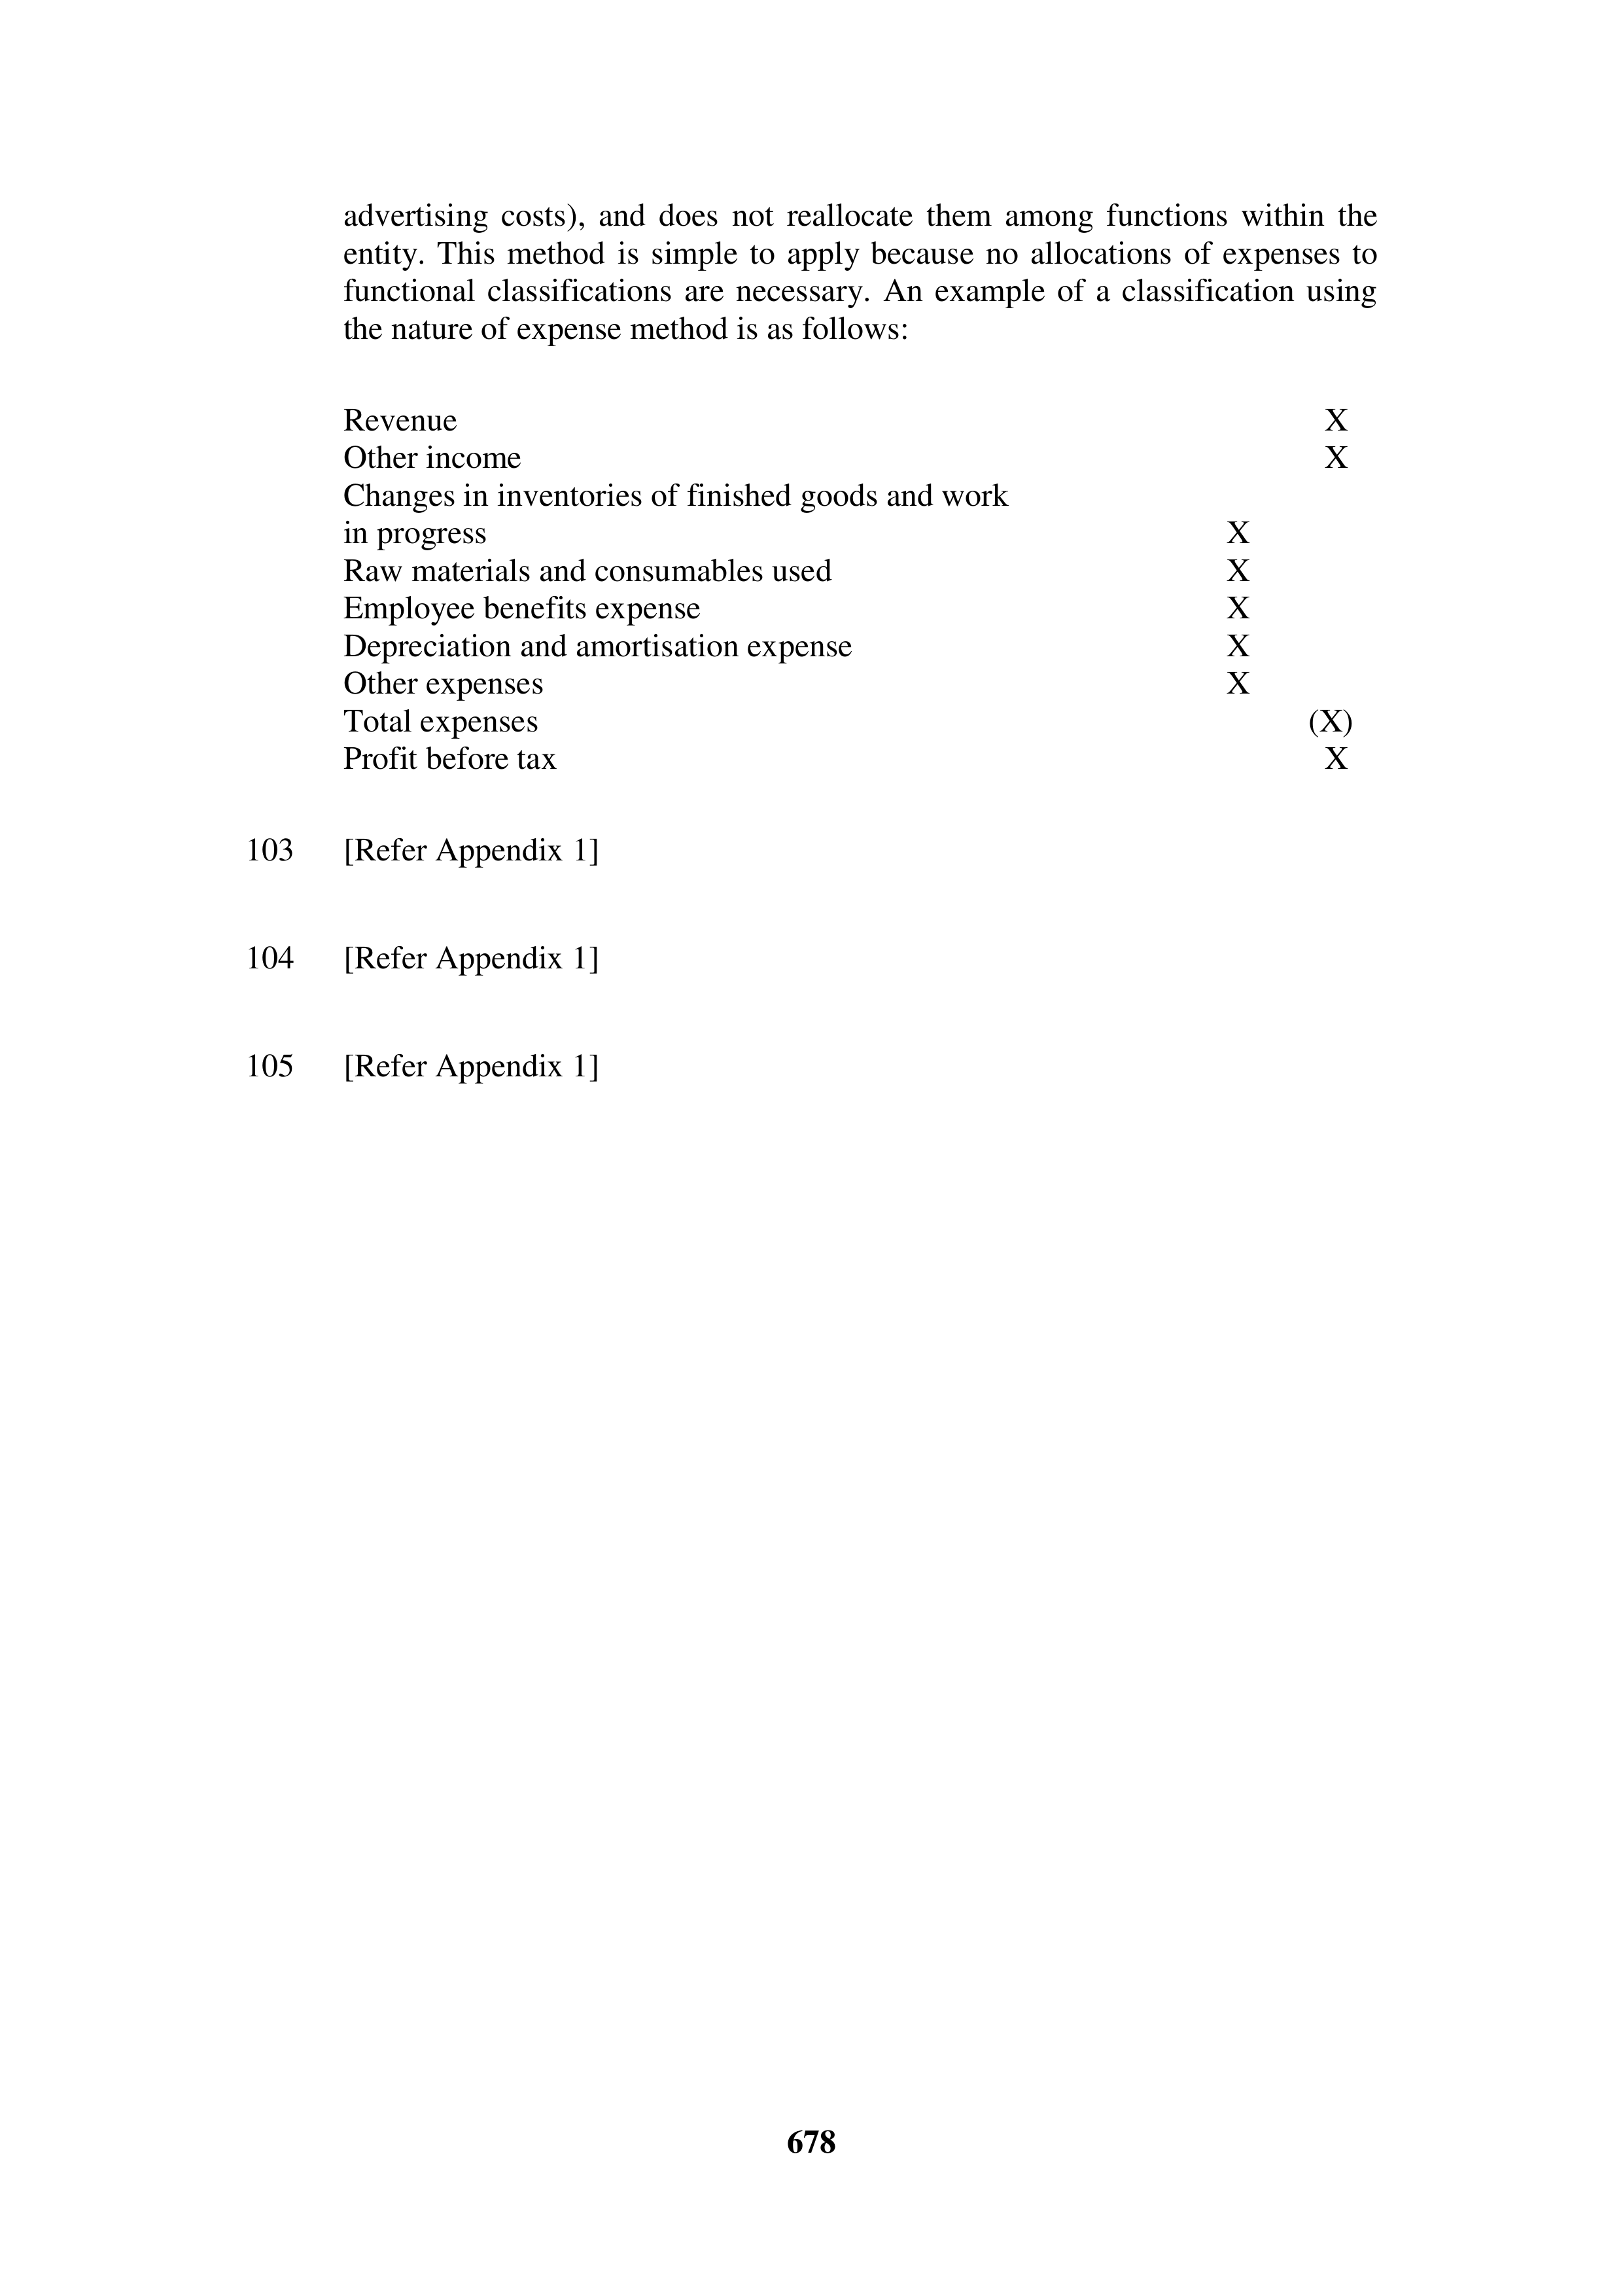 advertising costs), and does not reallocate them among functions within the
entity. This method is simple to apply because no allocations of expenses to
functional classifications are necessary. An example of a classification using
the nature of expense method is as follows:
Revenue X
Other income X
Changes in inventories of finished goods and work
in progress X
Raw materials and consumables used X
Employee benefits expense X
Depreciation and amortisation expense X
Other expenses X
Total expenses (X)
Profit before tax X
103 [Refer Appendix 1]
104 [Refer Appendix 1]
105 [Refer Appendix 1]
678